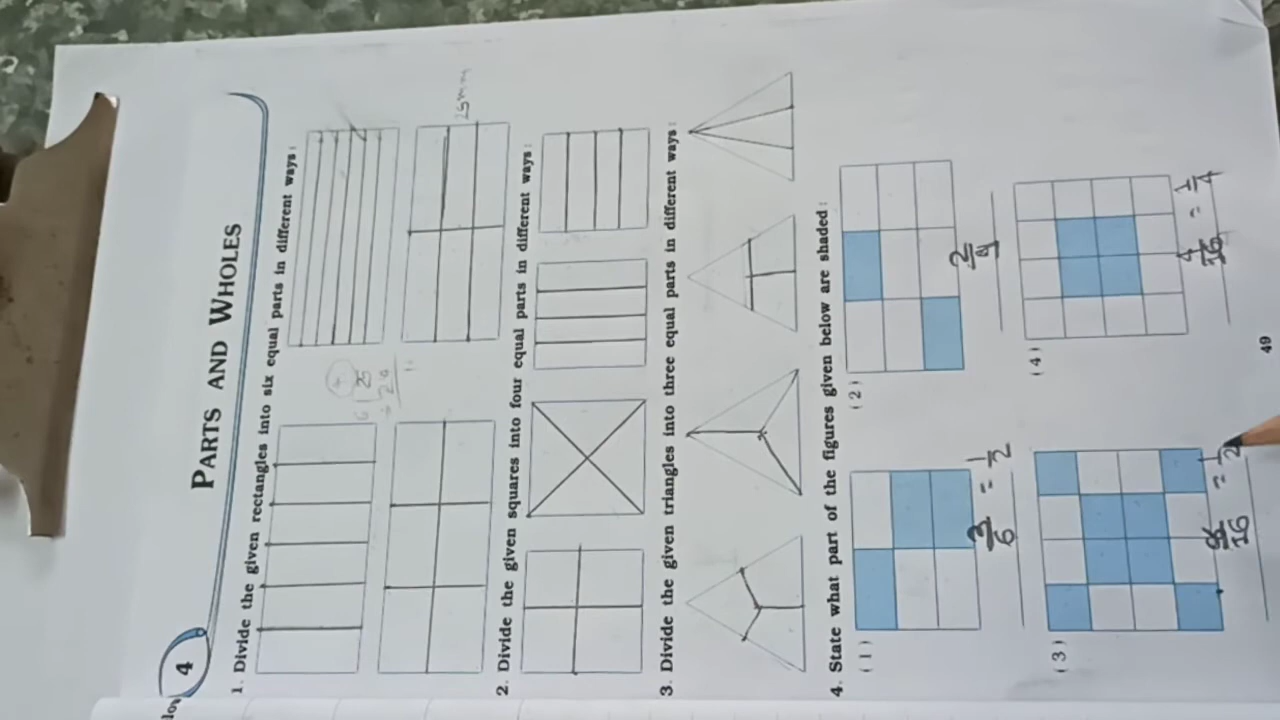 4
PARTS AND WHOLES
1. Divide the given rectangles into six equal parts in different ways :
25
24
25mm
2. Divide the given squares into four equal parts in different ways :
3. Divide the given triangles into three equal parts in different ways :
4. State what part of the figures given below are shaded :
(1)
3/6 = 1/2
(2)
2/9
(3)
8/16 = 1/2
(4)
4/16 = 1/4
49